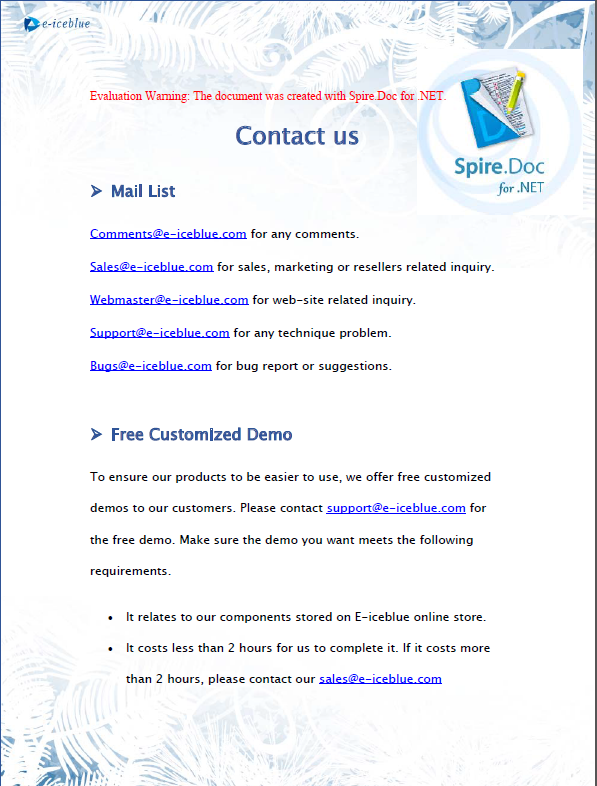 e-iceblue
Evaluation Warning: The document was created with Spire.Doc for .NET.
Spire.Doc
for .NET
Contact us
➢ Mail List
Comments@e-iceblue.com for any comments.
Sales@e-iceblue.com for sales, marketing or resellers related inquiry.
Webmaster@e-iceblue.com for web-site related inquiry.
Support@e-iceblue.com for any technique problem.
Bugs@e-iceblue.com for bug report or suggestions.
➢ Free Customized Demo
To ensure our products to be easier to use, we offer free customized
demos to our customers. Please contact support@e-iceblue.com for
the free demo. Make sure the demo you want meets the following
requirements.
• It relates to our components stored on E-iceblue online store.
• It costs less than 2 hours for us to complete it. If it costs more
than 2 hours, please contact our sales@e-iceblue.com